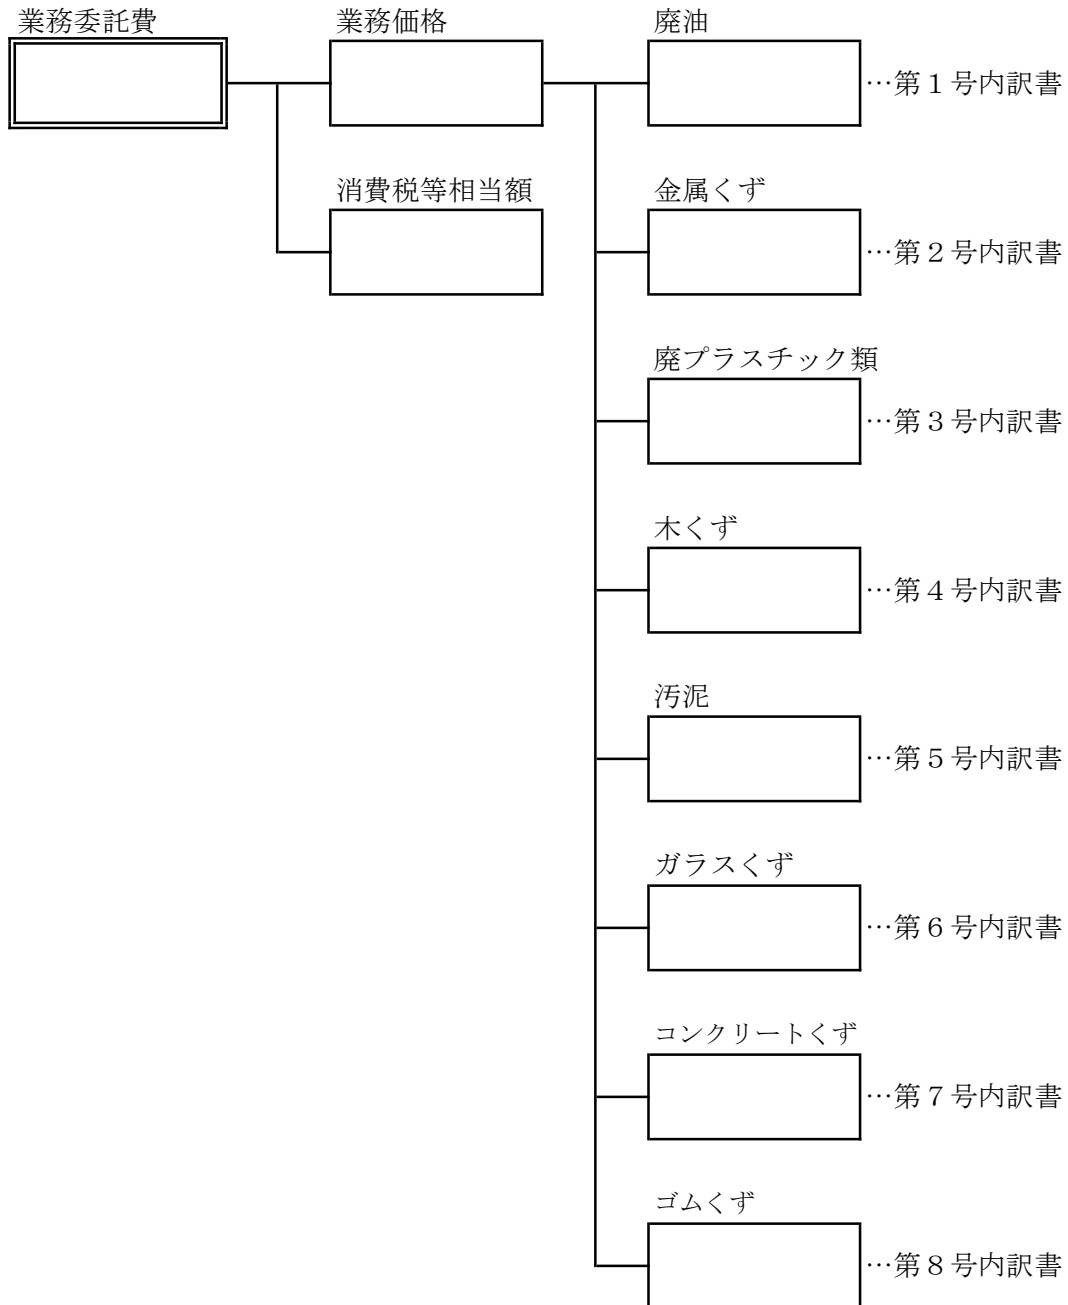 業務委託費
業務価格
廃油
…第１号内訳書
消費税等相当額
金属くず
…第２号内訳書
廃プラスチック類
…第３号内訳書
木くず
…第４号内訳書
汚泥
…第５号内訳書
ガラスくず
…第６号内訳書
コンクリートくず
…第７号内訳書
ゴムくず
…第８号内訳書